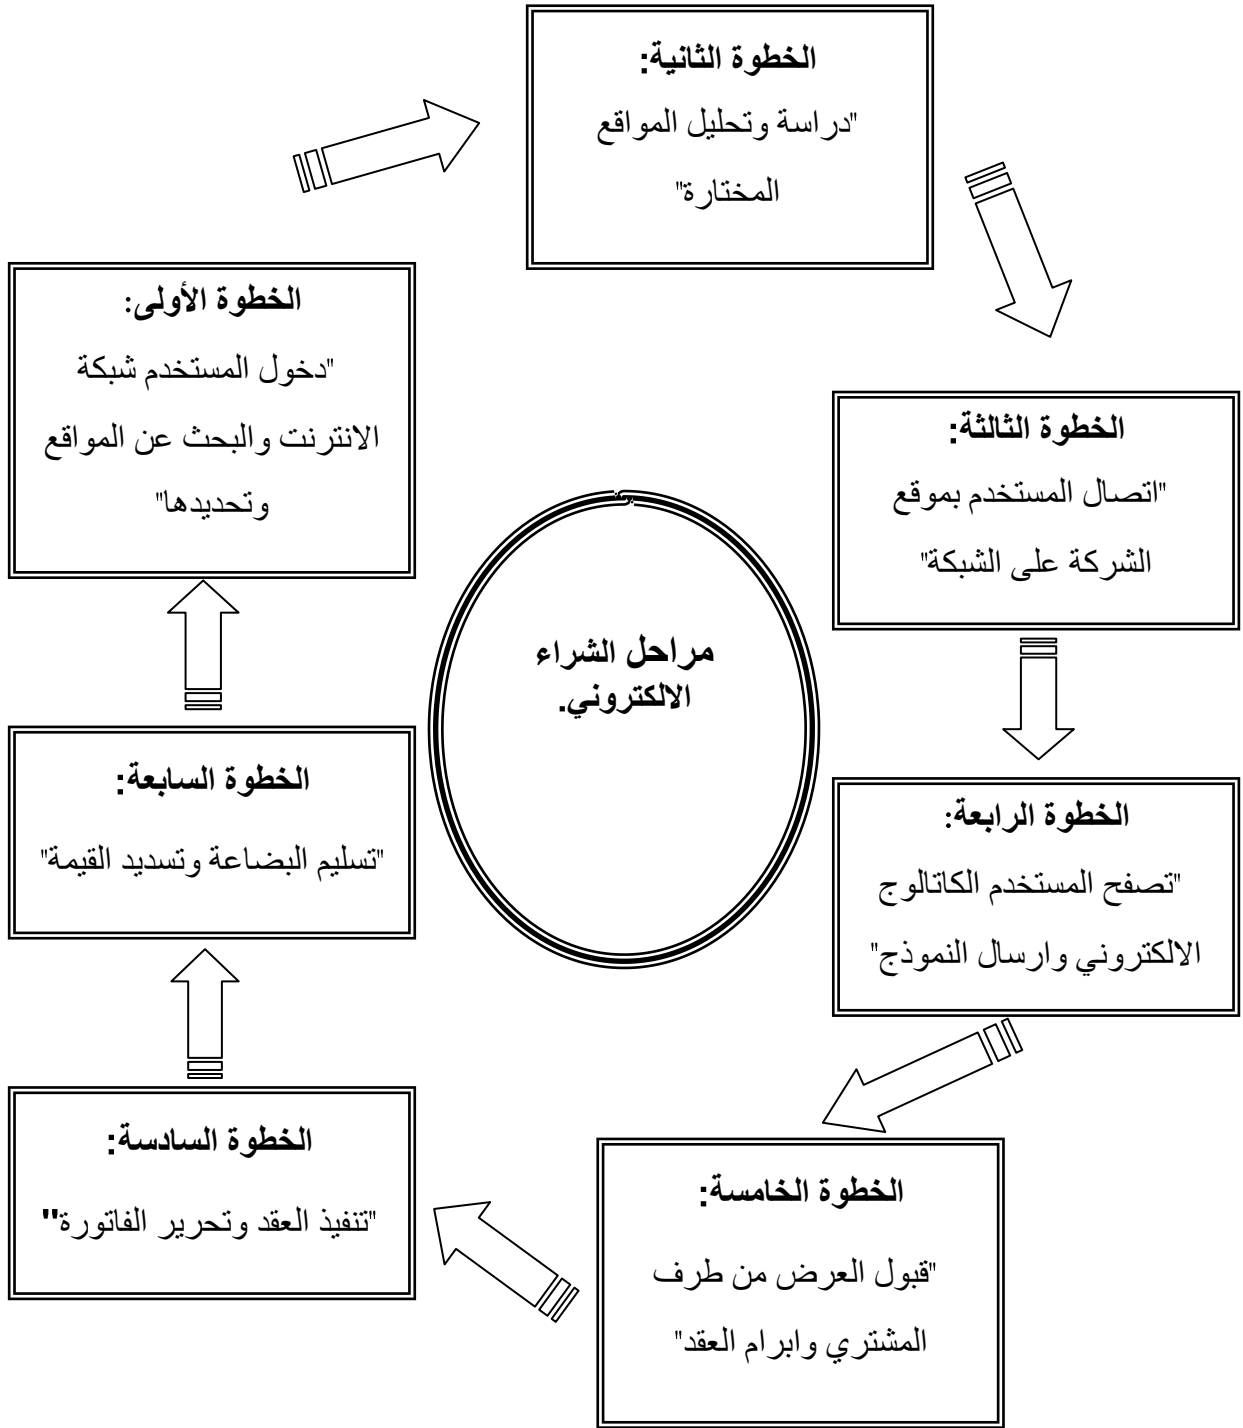 الخطوة الثانية:
"دراسة وتحليل المواقع
المختارة"
الخطوة الأولى:
"دخول المستخدم شبكة
الانترنت والبحث عن المواقع
وتحديدها"
الخطوة الثالثة:
"اتصال المستخدم بموقع
الشركة على الشبكة"
مراحل الشراء
الالكتروني.
الخطوة السابعة:
"تسليم البضاعة وتسديد القيمة"
الخطوة الرابعة:
"تصفح المستخدم الكاتالوج
الالكتروني وارسال النموذج"
الخطوة السادسة:
"تنفيذ العقد وتحرير الفاتورة"
الخطوة الخامسة:
"قبول العرض من طرف
المشتري وابرام العقد"